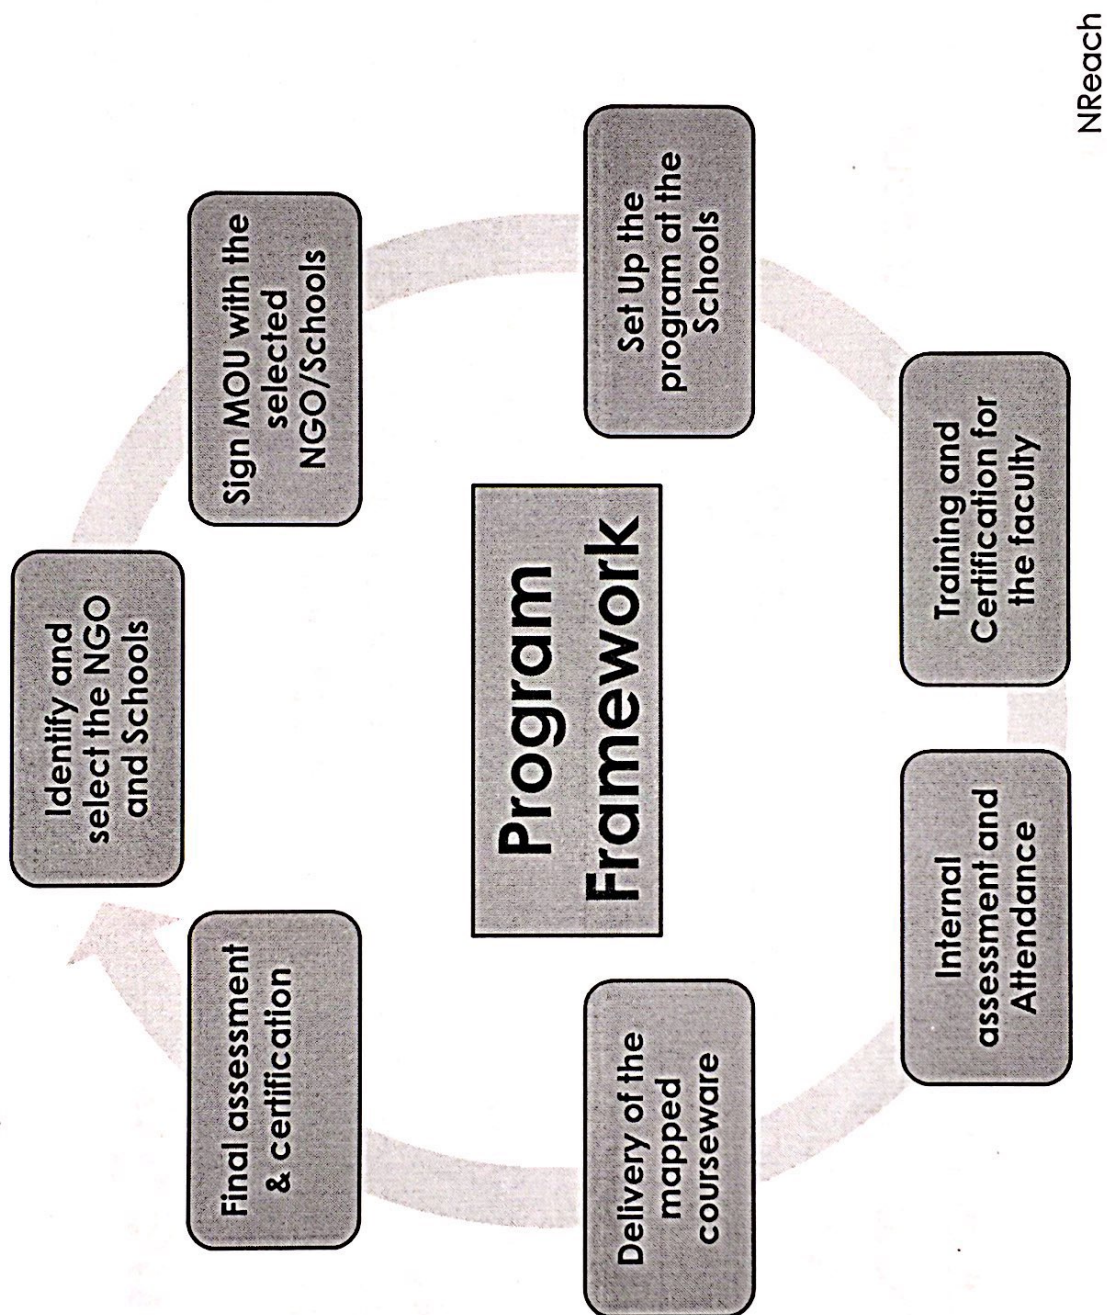 Program
Framework
Identify and
select the NGO
and Schools
Sign MOU with the
selected
NGO/Schools
Set Up the
program at the
Schools
Training and
Certification for
the faculty
Internal
assessment and
Attendance
Delivery of the
mapped
courseware
Final assessment
& certification
NReach